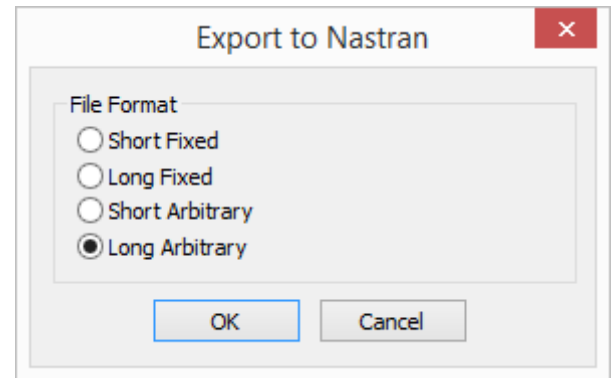 Export to Nastran
File Format
Short Fixed
Long Fixed
Short Arbitrary
Long Arbitrary
OK Cancel